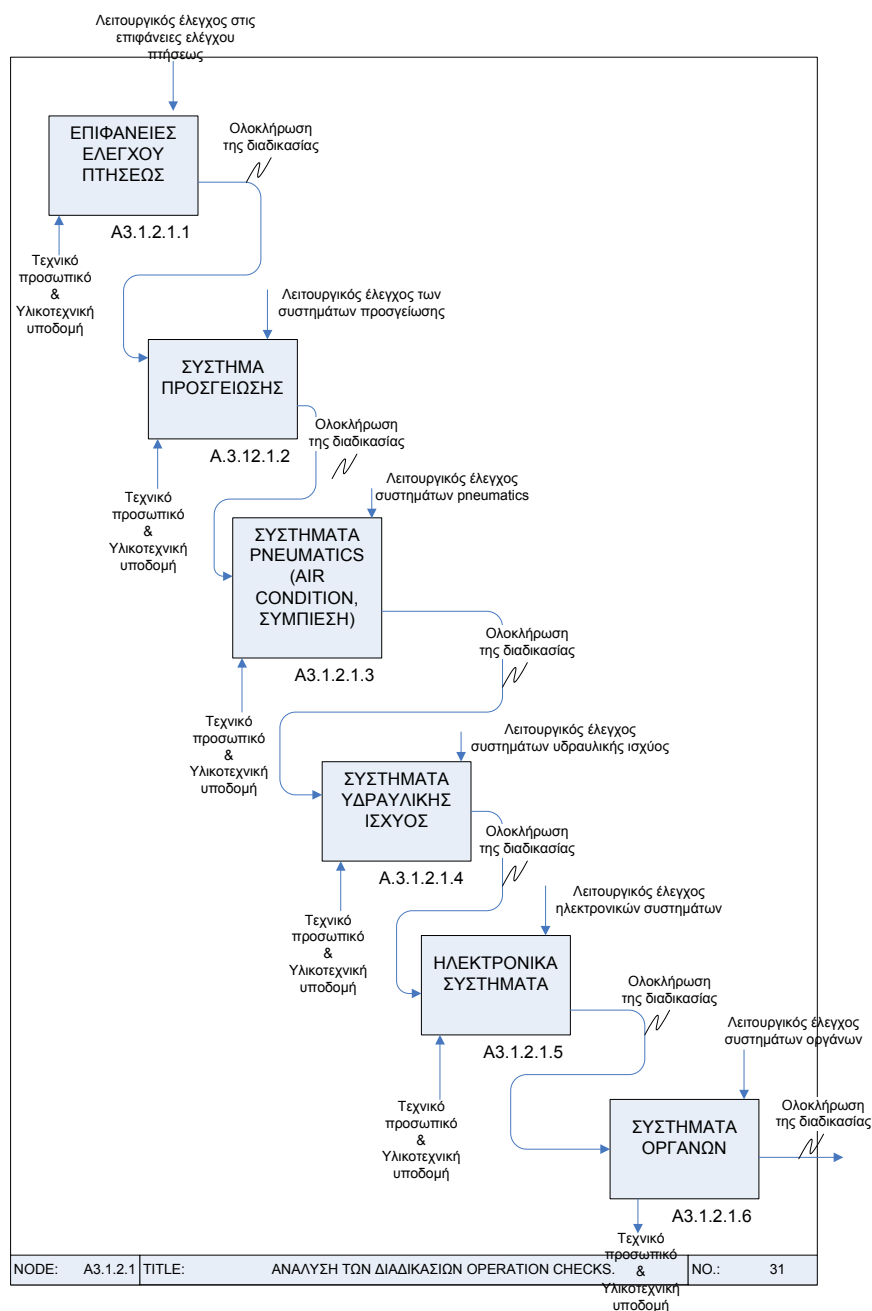 Λειτουργικός έλεγχος στις
επιφάνειες ελέγχου
πτήσεως
ΕΠΙΦΑΝΕΙΕΣ
ΕΛΕΓΧΟΥ
ΠΤΗΣΕΩΣ
Ολοκλήρωση
της διαδικασίας
A3.1.2.1.1
Τεχνικό
προσωπικό
&
Υλικοτεχνική
υποδομή
Λειτουργικός έλεγχος των
συστημάτων προσγείωσης
ΣΥΣΤΗΜΑ
ΠΡΟΣΓΕΙΩΣΗΣ
Ολοκλήρωση
της διαδικασίας
A.3.12.1.2
Τεχνικό
προσωπικό
&
Υλικοτεχνική
υποδομή
Λειτουργικός έλεγχος
συστημάτων pneumatics
ΣΥΣΤΗΜΑΤΑ
PNEUMATICS
(AIR
CONDITION,
ΣΥΜΠΙΕΣΗ)
Ολοκλήρωση
της διαδικασίας
A3.1.2.1.3
Τεχνικό
προσωπικό
&
Υλικοτεχνική
υποδομή
Λειτουργικός έλεγχος
συστημάτων υδραυλικής ισχύος
ΣΥΣΤΗΜΑΤΑ
ΥΔΡΑΥΛΙΚΗΣ
ΙΣΧΥΟΣ
Ολοκλήρωση
της διαδικασίας
A.3.1.2.1.4
Τεχνικό
προσωπικό
&
Υλικοτεχνική
υποδομή
Λειτουργικός έλεγχος
ηλεκτρονικών συστημάτων
ΗΛΕΚΤΡΟΝΙΚΑ
ΣΥΣΤΗΜΑΤΑ
Ολοκλήρωση
της διαδικασίας
A3.1.2.1.5
Τεχνικό
προσωπικό
&
Υλικοτεχνική
υποδομή
Λειτουργικός έλεγχος
συστημάτων οργάνων
ΣΥΣΤΗΜΑΤΑ
ΟΡΓΑΝΩΝ
Ολοκλήρωση
της διαδικασίας
A3.1.2.1.6
Τεχνικό
προσωπικό
&
Υλικοτεχνική
υποδομή
NODE: A3.1.2.1 TITLE: ΑΝΑΛΥΣΗ ΤΩΝ ΔΙΑΔΙΚΑΣΙΩΝ OPERATION CHECKS. NO.: 31